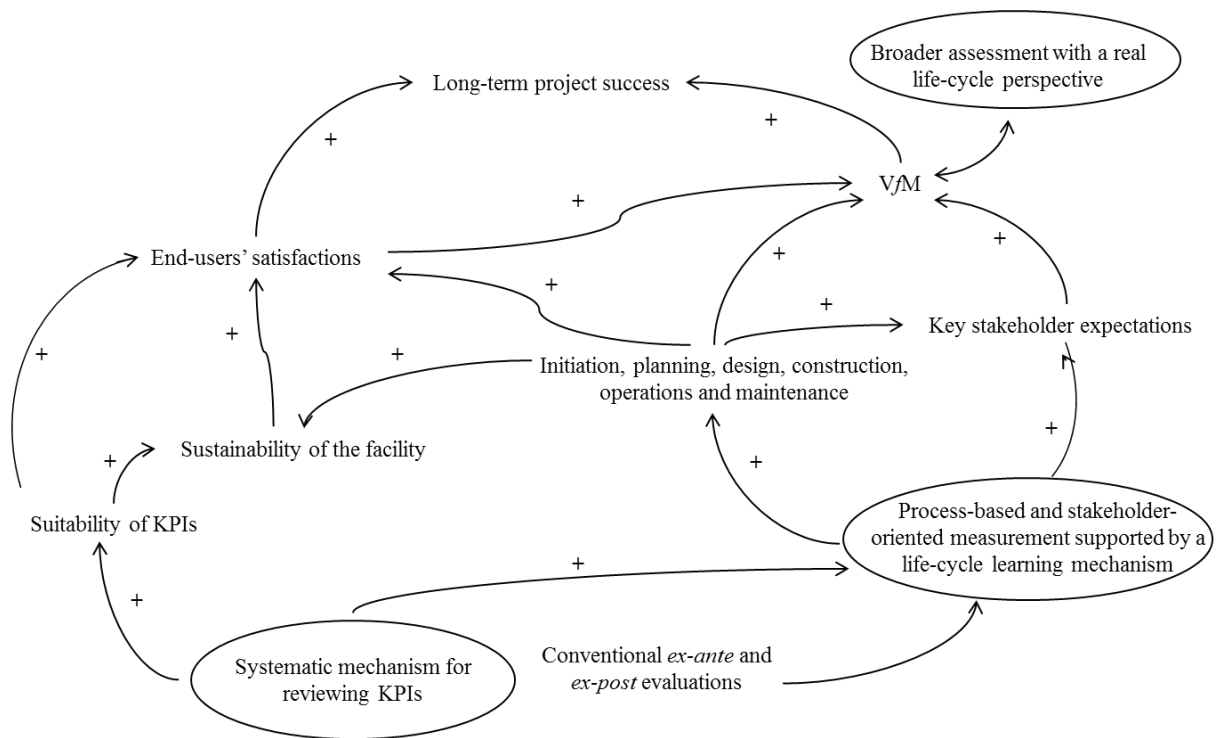 Broader assessment with a real
life-cycle perspective
Long-term project success
+
+
VfM
+
End-users' satisfactions
+
+
+
+
+
Key stakeholder expectations
+
+
+
Initiation, planning, design, construction,
operations and maintenance
Sustainability of the facility
+
+
+
Suitability of KPIs
Process-based and stakeholder-
oriented measurement supported by a
life-cycle learning mechanism
+
+
Systematic mechanism for
reviewing KPIs
Conventional ex-ante and
ex-post evaluations